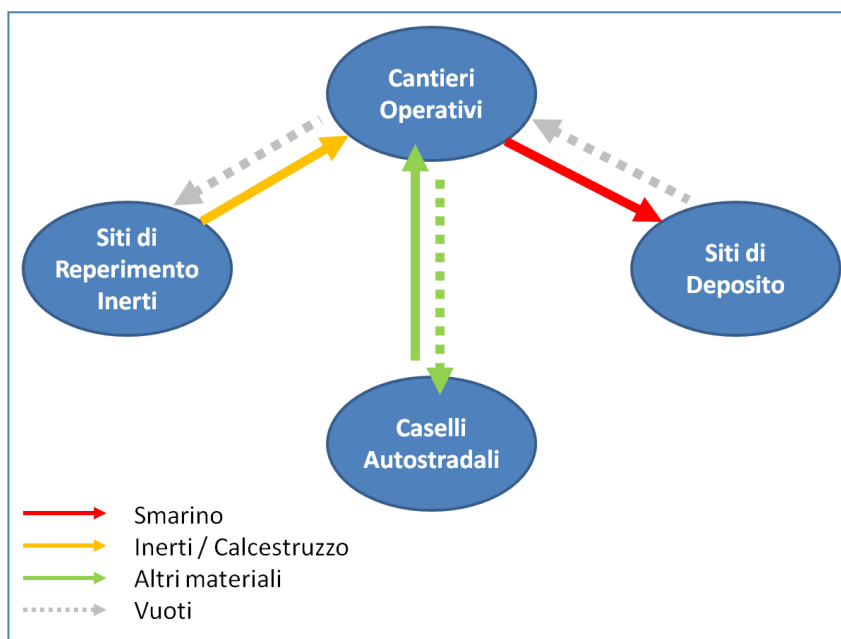 Cantieri
Operativi
Siti di
Reperimento
Inerti
Siti di
Deposito
Caselli
Autostradali
Smarino
Inerti / Calcestruzzo
Altri materiali
Vuoti